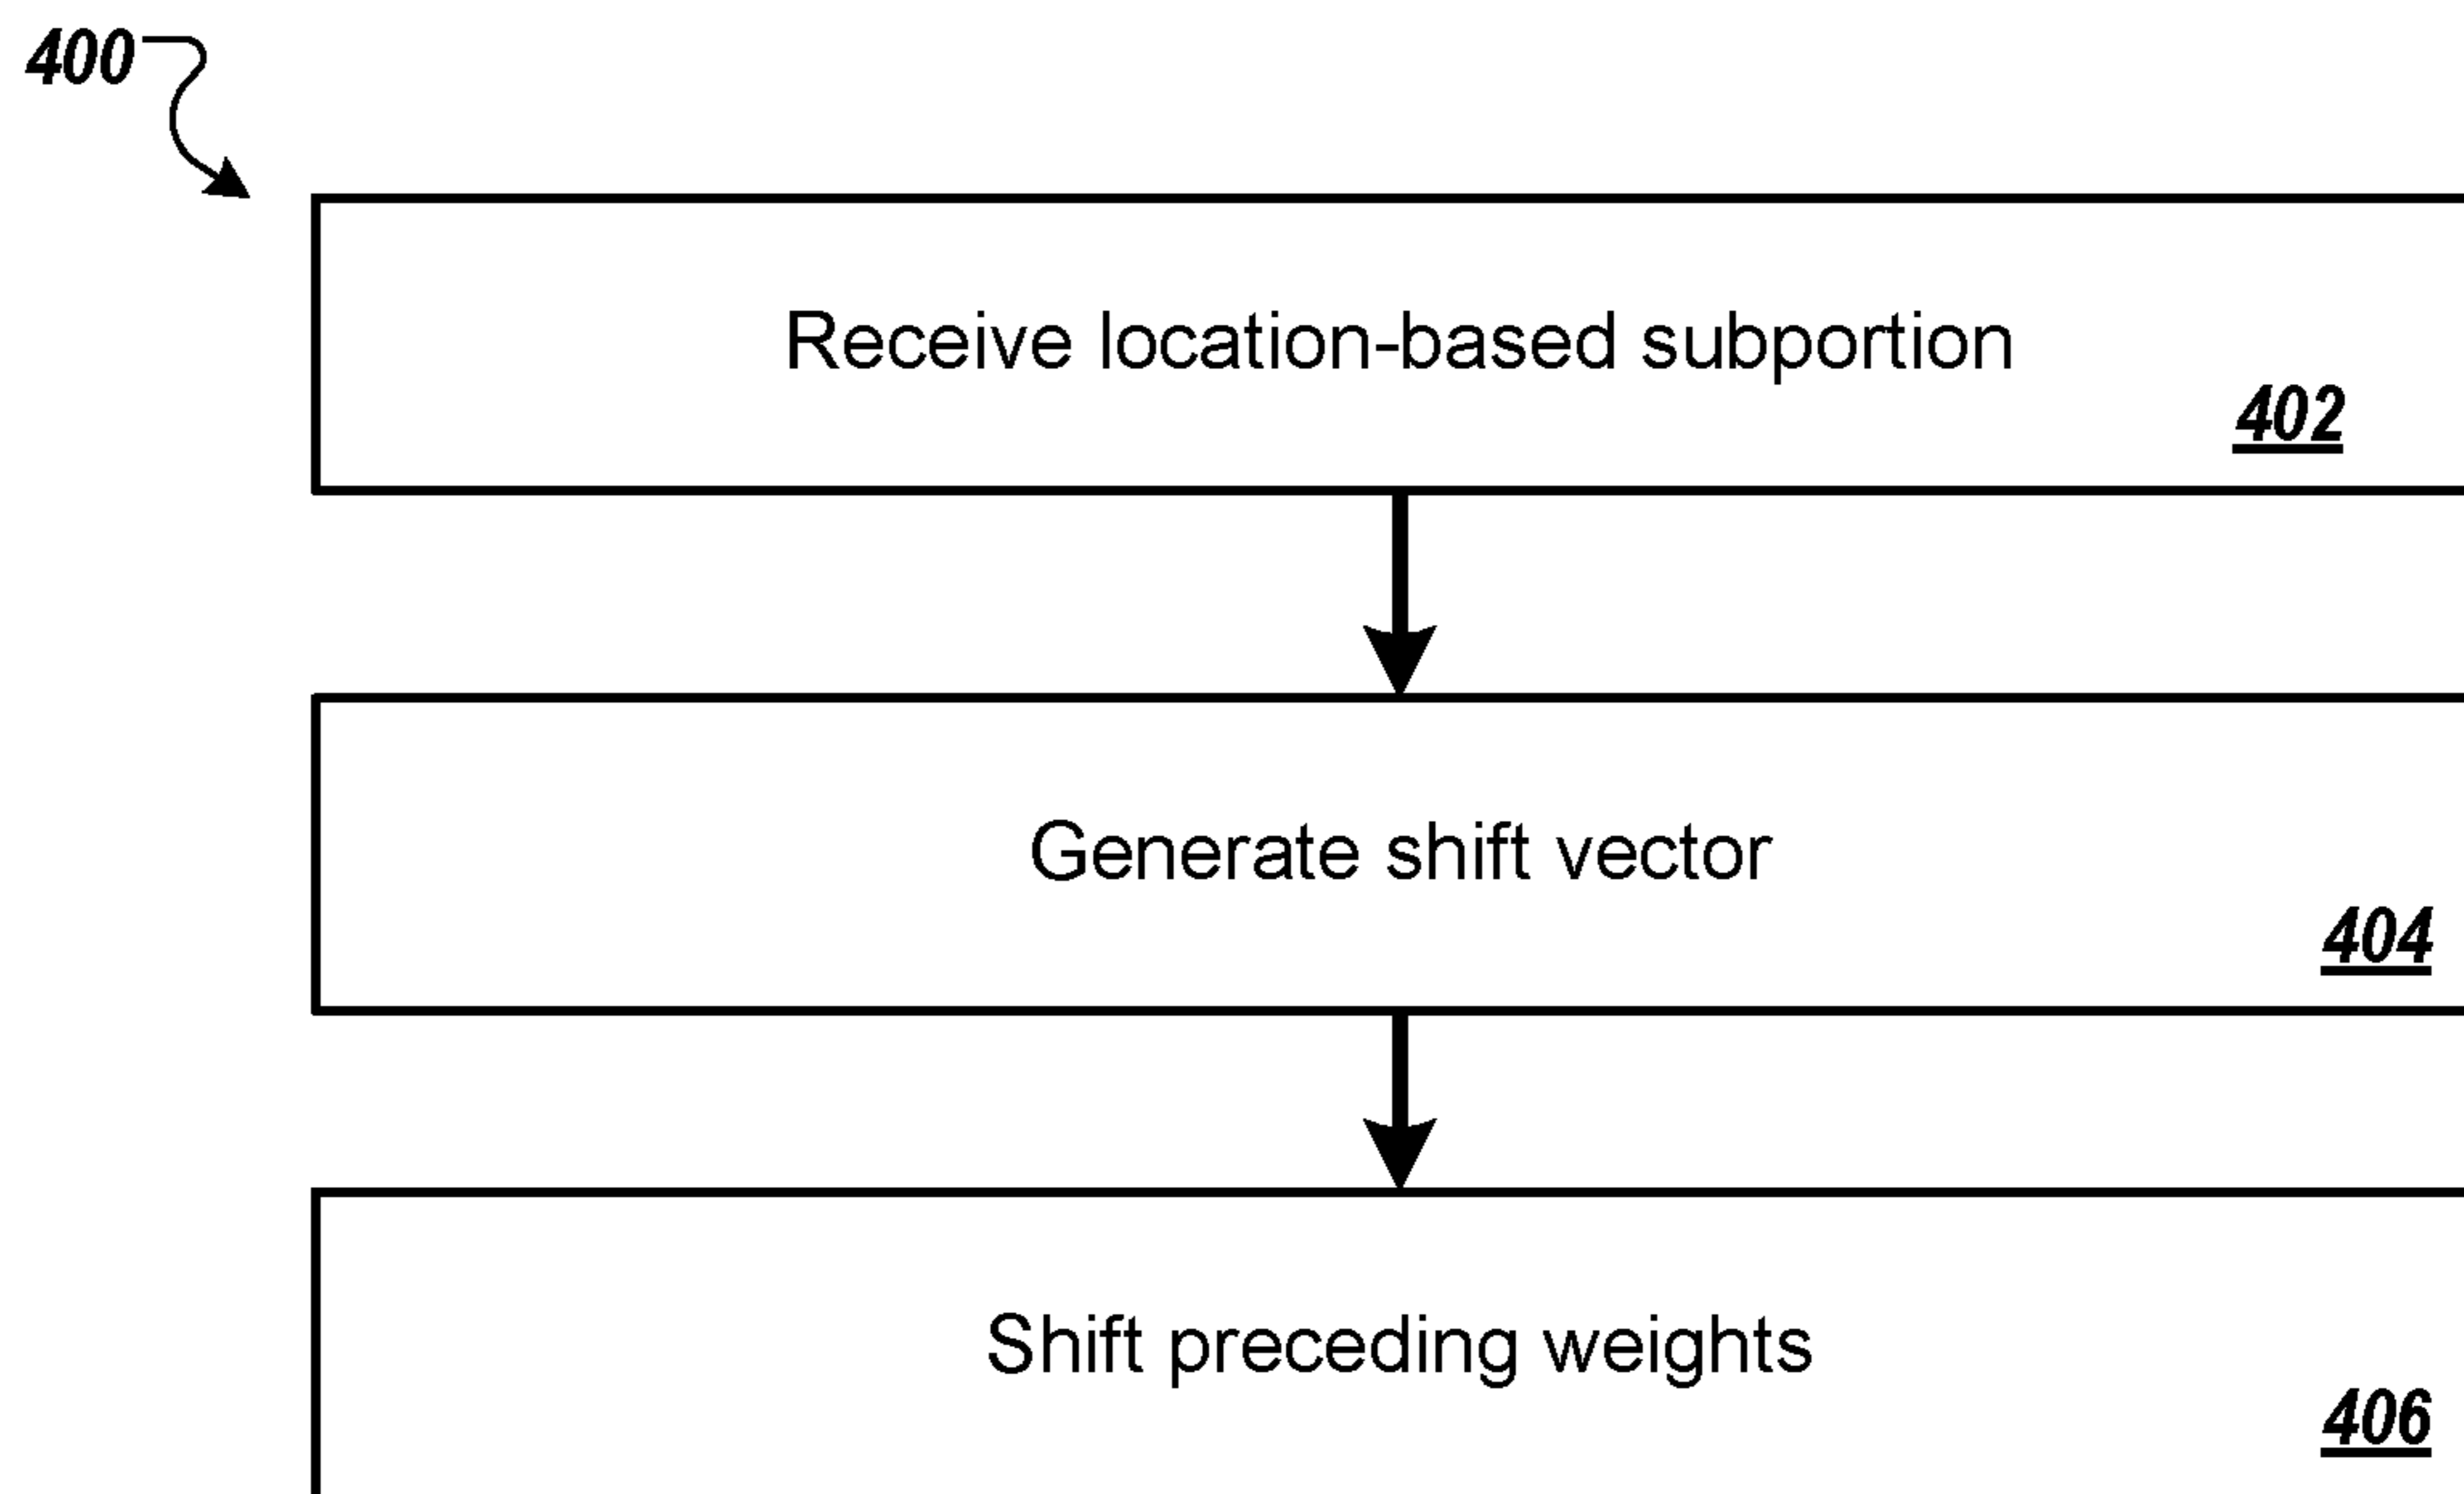 400
Receive location-based subportion
402
Generate shift vector
404
Shift preceding weights
406